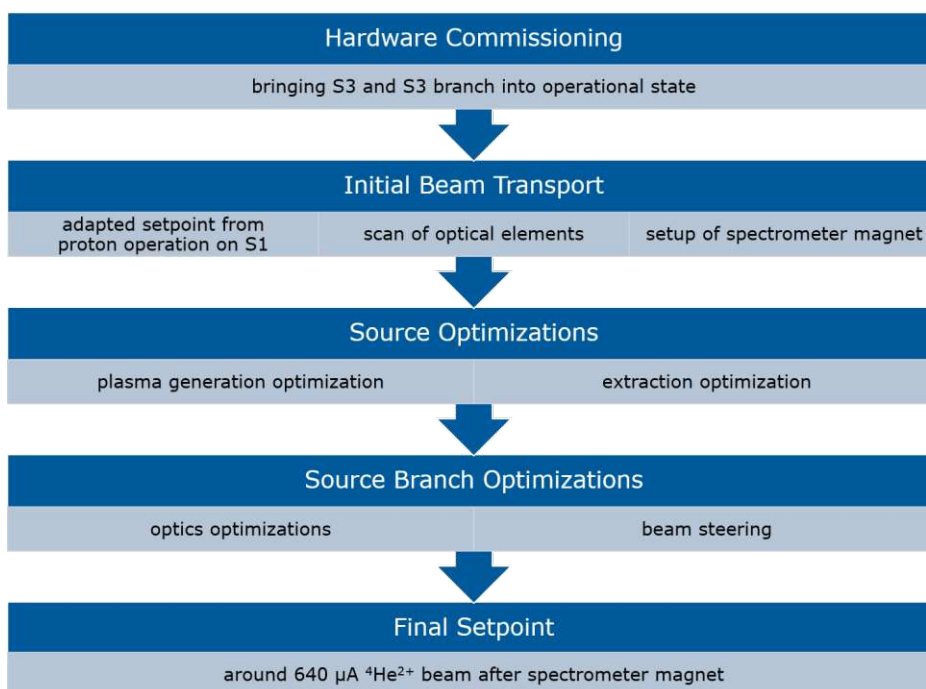 Hardware Commissioning
bringing S3 and S3 branch into operational state
Initial Beam Transport
adapted setpoint from
proton operation on S1
scan of optical elements
setup of spectrometer magnet
Source Optimizations
plasma generation optimization
extraction optimization
Source Branch Optimizations
optics optimizations
beam steering
Final Setpoint
around 640 µA ⁴He²⁺ beam after spectrometer magnet